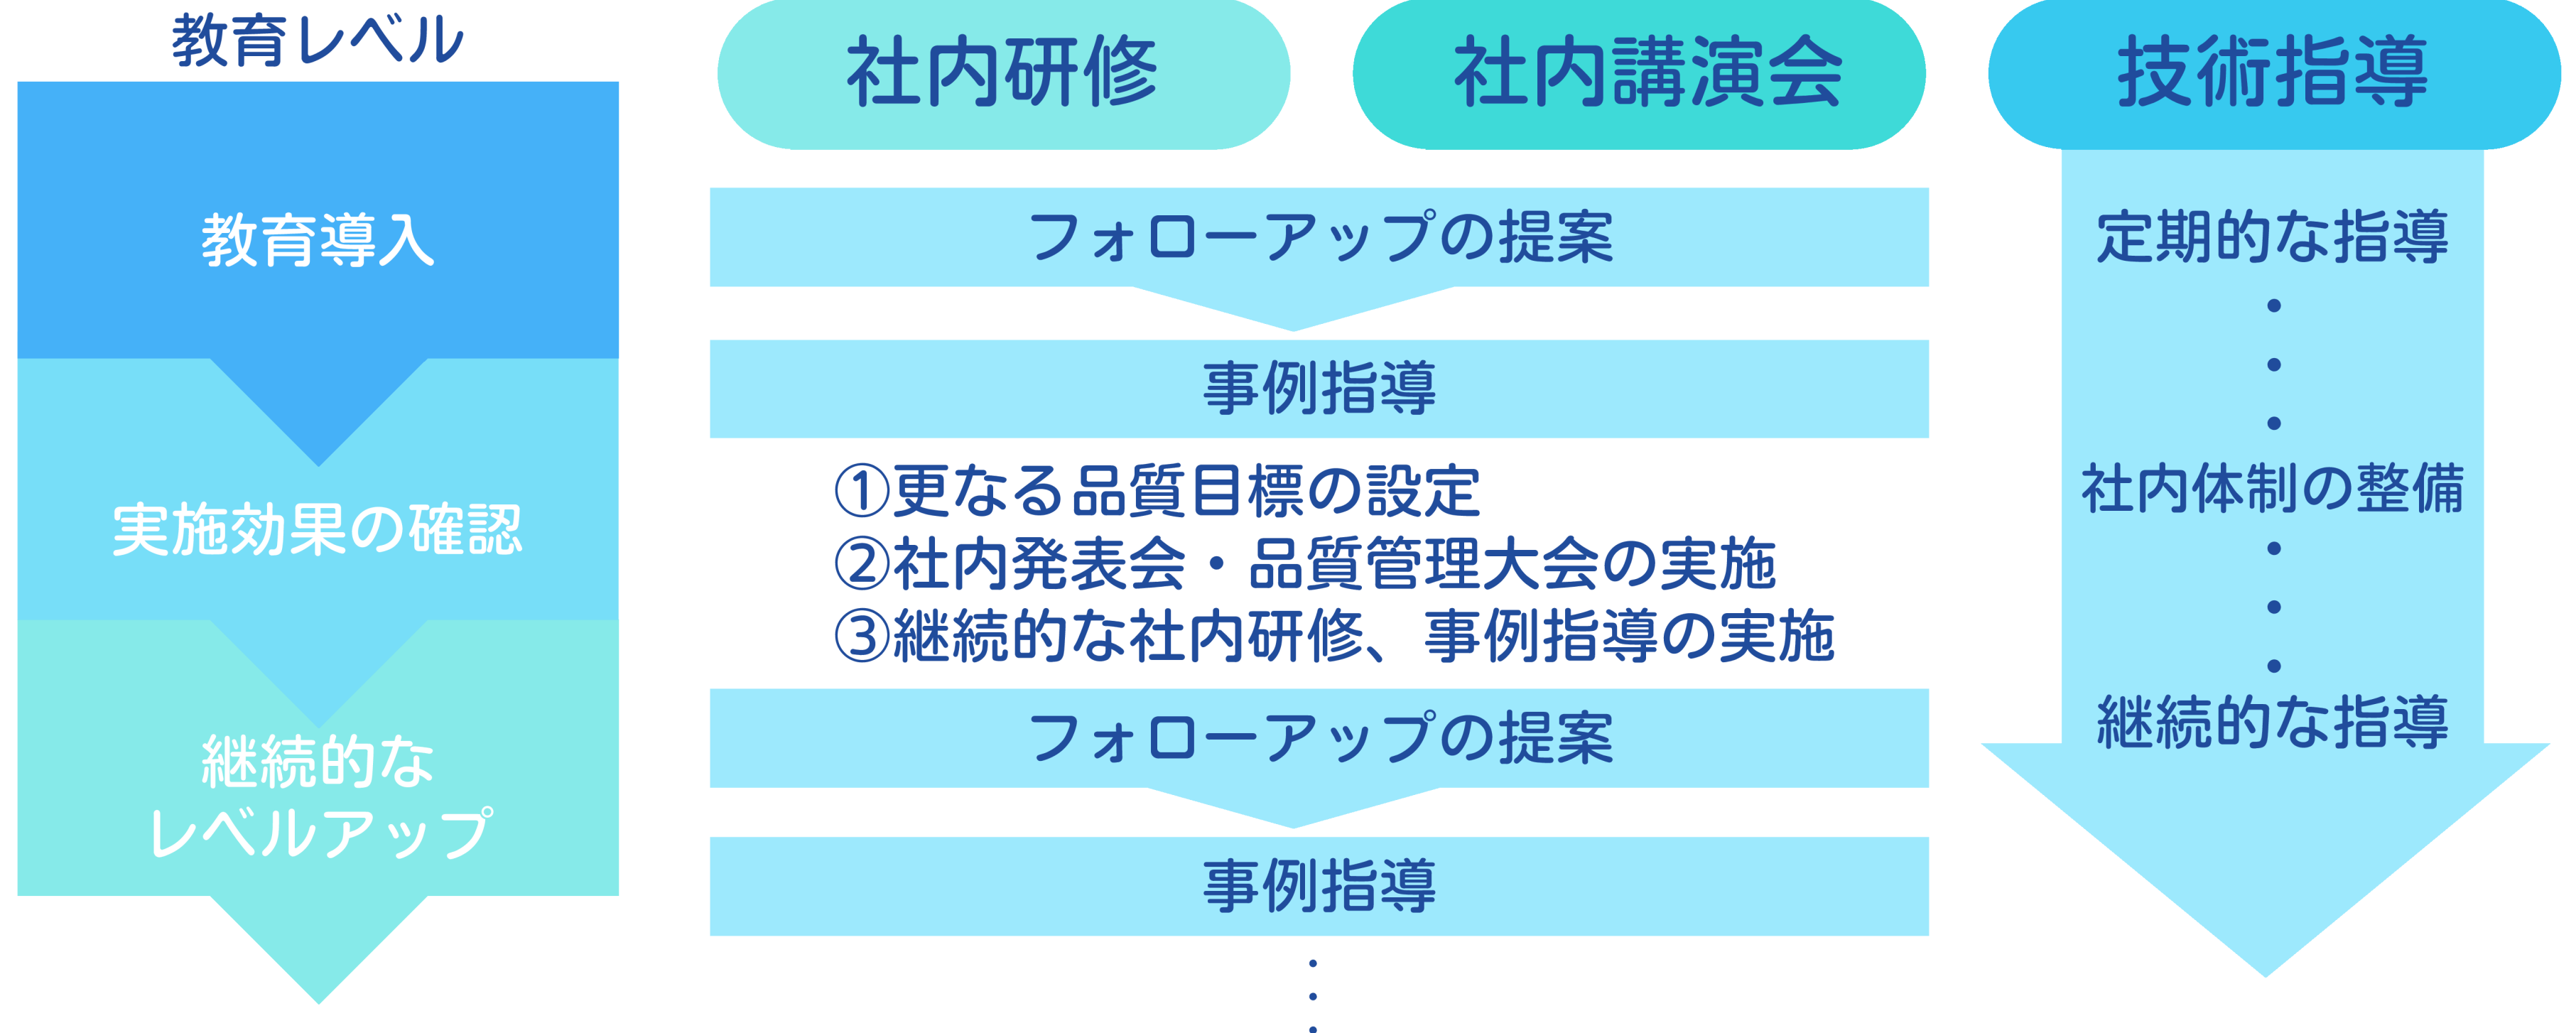 教育レベル
教育導入
実施効果の確認
継続的な
レベルアップ
社内研修
社内講演会
フォローアップの提案
事例指導
①更なる品質目標の設定
②社内発表会・品質管理大会の実施
③継続的な社内研修、事例指導の実施
フォローアップの提案
事例指導
・
・
・
技術指導
定期的な指導
・
・
・
社内体制の整備
・
・
・
継続的な指導